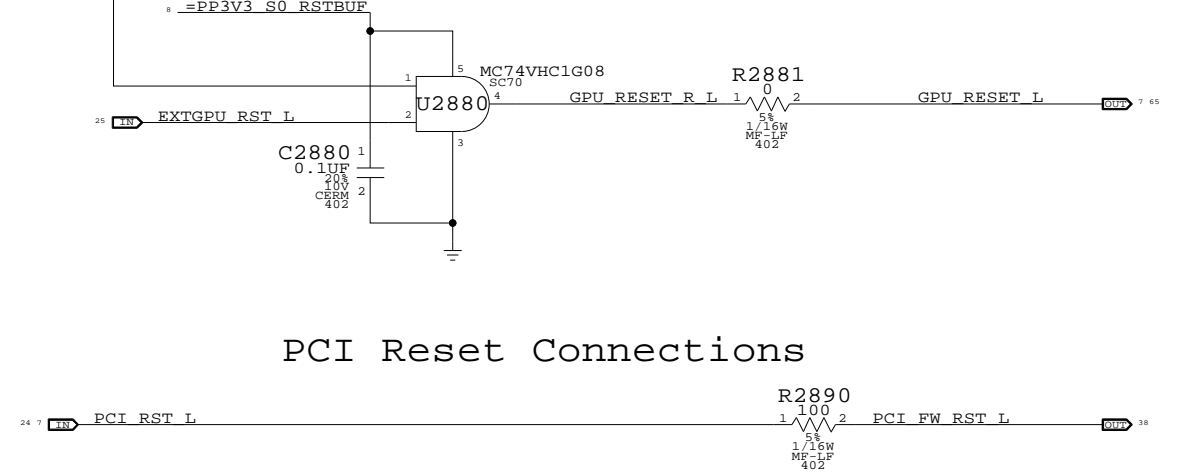 8 =PP3V3_S0_RSTBUF
5 MC74VHC1G08
SC70
1
U2880
4 GPU_RESET_R_L
R2881
0
1 2
5%
1/16W
MF-LF
402
GPU_RESET_L
OUT 7 65
25 IN EXTGPU_RST_L
2
3
C2880 1
0.1UF
20%
10V
CERM
402
2
PCI Reset Connections
24 7 IN PCI_RST_L
R2890
100
1 2
5%
1/16W
MF-LF
402
PCI_FW_RST_L
OUT 38